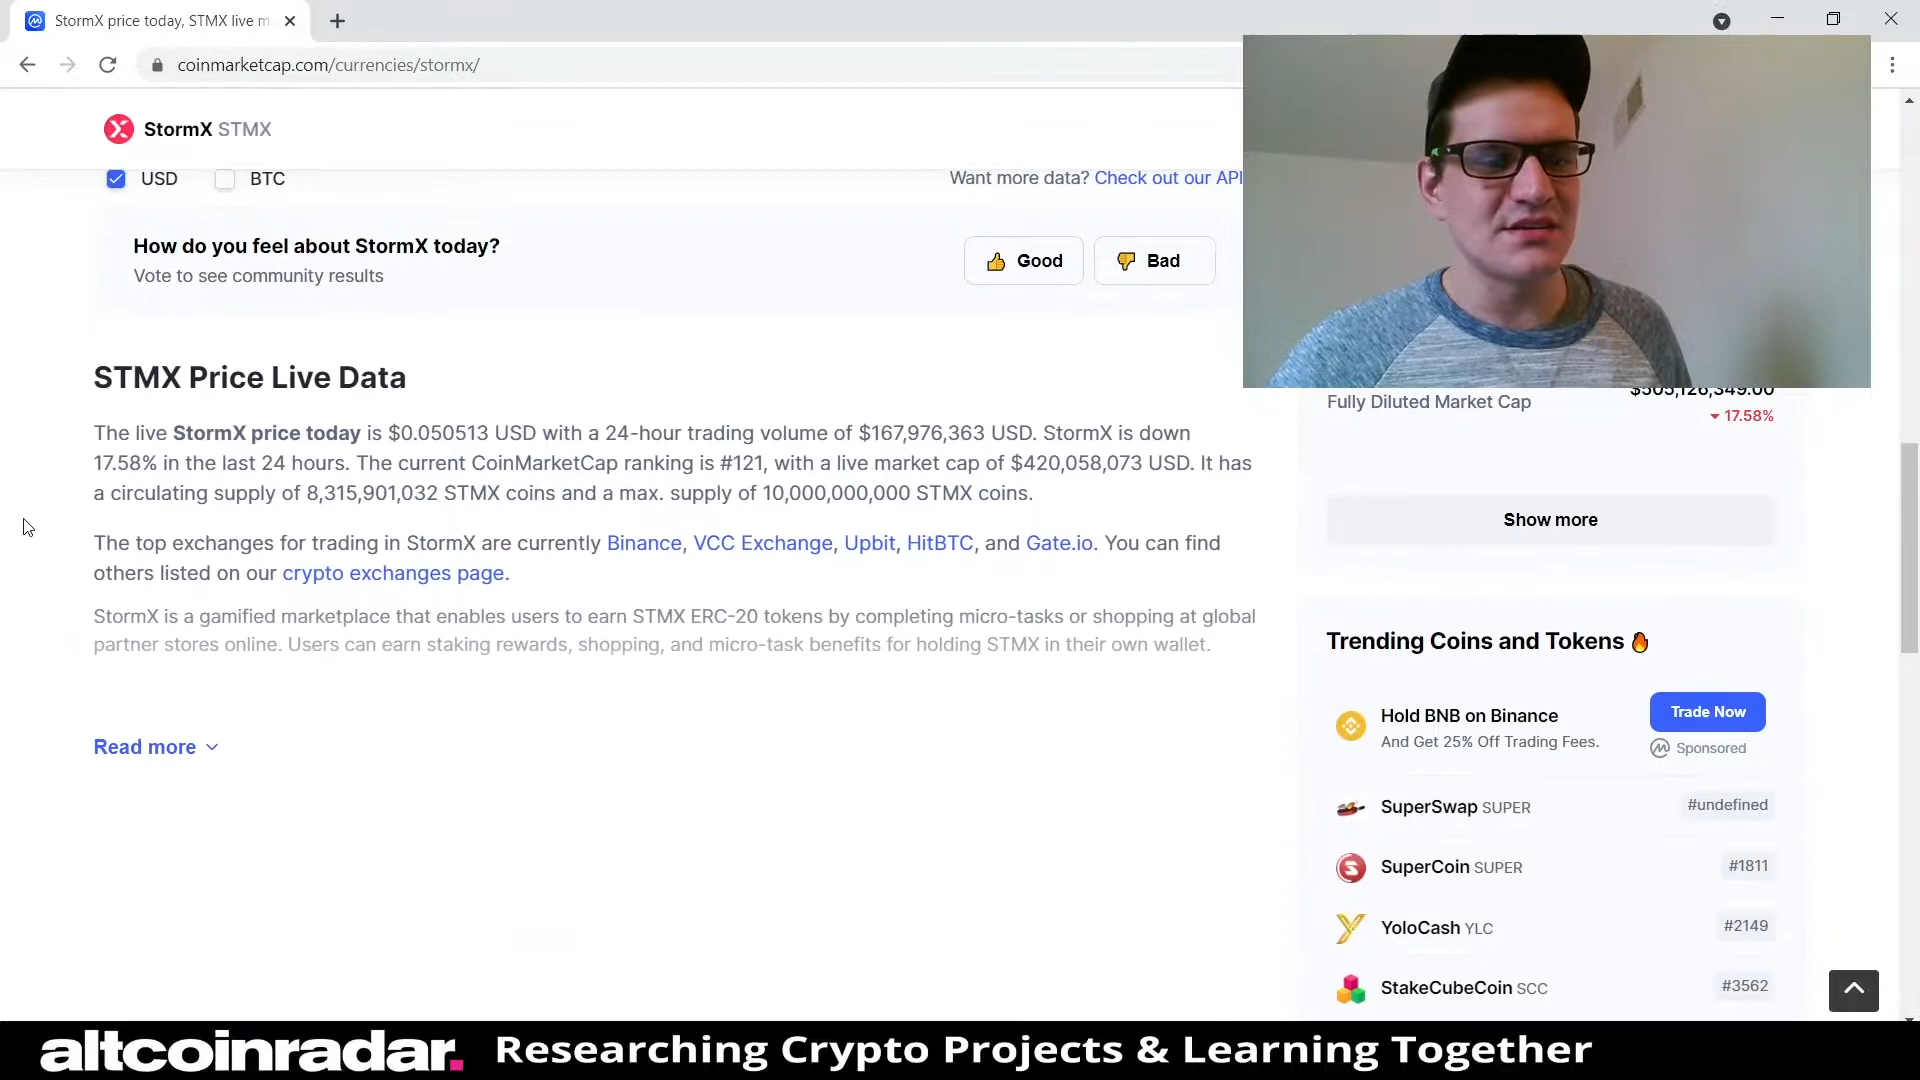 StormX price today, STMX live m
coinmarketcap.com/currencies/stormx/
StormX STMX
USD BTC
Want more data? Check out our API
How do you feel about StormX today?
Vote to see community results
Good Bad
STMX Price Live Data
The live StormX price today is $0.050513 USD with a 24-hour trading volume of $167,976,363 USD. StormX is down
17.58% in the last 24 hours. The current CoinMarketCap ranking is #121, with a live market cap of $420,058,073 USD. It has
a circulating supply of 8,315,901,032 STMX coins and a max. supply of 10,000,000,000 STMX coins.
The top exchanges for trading in StormX are currently Binance, VCC Exchange, Upbit, HitBTC, and Gate.io. You can find
others listed on our crypto exchanges page.
StormX is a gamified marketplace that enables users to earn STMX ERC-20 tokens by completing micro-tasks or shopping at global
partner stores online. Users can earn staking rewards, shopping, and micro-task benefits for holding STMX in their own wallet.
Read more
$505,126,349.00
Fully Diluted Market Cap
17.58%
Show more
Trending Coins and Tokens
Hold BNB on Binance
And Get 25% Off Trading Fees.
Trade Now
Sponsored
SuperSwap SUPER #undefined
SuperCoin SUPER #1811
YoloCash YLC #2149
StakeCubeCoin SCC #3562
altcoinradar. Researching Crypto Projects & Learning Together